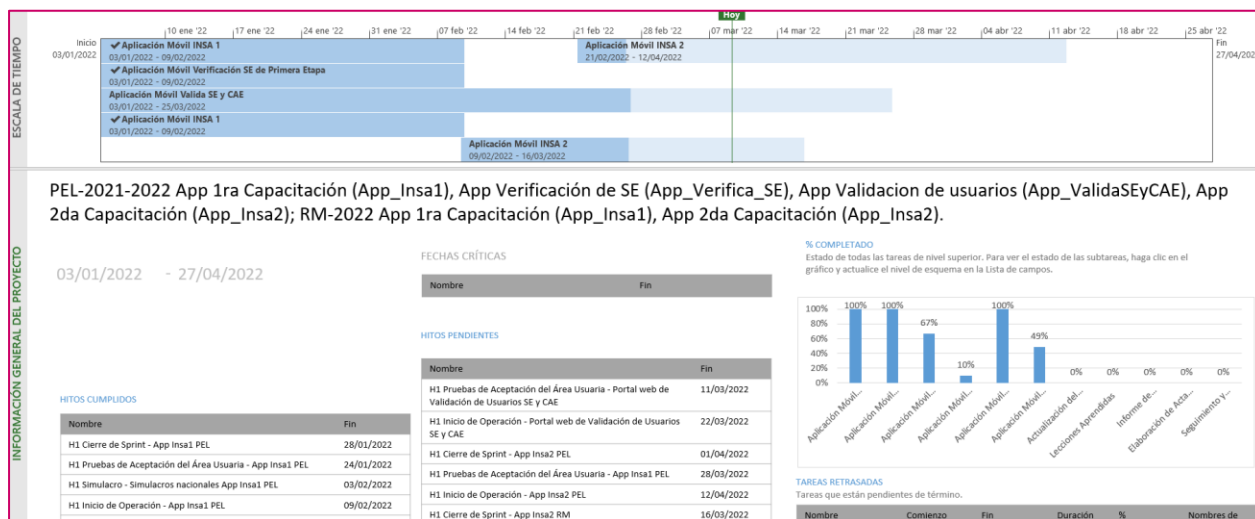 Hoy
10 ene '22
17 ene '22
24 ene '22
31 ene '22
07 feb '22
14 feb '22
21 feb '22
28 feb '22
07 mar '22
14 mar '22
21 mar '22
28 mar '22
04 abr '22
11 abr '22
18 abr '22
25 abr '22
ESCALA DE TIEMPO
Inicio
03/01/2022
✔Aplicación Móvil INSA 1
03/01/2022 - 09/02/2022
Aplicación Móvil INSA 2
21/02/2022 - 12/04/2022
Fin
27/04/202
✔Aplicación Móvil Verificación SE de Primera Etapa
03/01/2022 - 09/02/2022
Aplicación Móvil Valida SE y CAE
03/01/2022 - 25/03/2022
✔Aplicación Móvil INSA 1
03/01/2022 - 09/02/2022
Aplicación Móvil INSA 2
09/02/2022 - 16/03/2022
PEL-2021-2022 App 1ra Capacitación (App_Insa1), App Verificación de SE (App_Verifica_SE), App Validacion de usuarios (App_ValidaSEyCAE), App
2da Capacitación (App_Insa2); RM-2022 App 1ra Capacitación (App_Insa1), App 2da Capacitación (App_Insa2).
INFORMACIÓN GENERAL DEL PROYECTO
03/01/2022 - 27/04/2022
HITOS CUMPLIDOS
Nombre Fin
H1 Cierre de Sprint - App Insa1 PEL 28/01/2022
H1 Pruebas de Aceptación del Área Usuaria - App Insa1 PEL 24/01/2022
H1 Simulacro - Simulacros nacionales App Insa1 PEL 03/02/2022
H1 Inicio de Operación - App Insa1 PEL 09/02/2022
FECHAS CRÍTICAS
Nombre Fin
HITOS PENDIENTES
Nombre Fin
H1 Pruebas de Aceptación del Área Usuaria - Portal web de 11/03/2022
Validación de Usuarios SE y CAE
H1 Inicio de Operación - Portal web de Validación de Usuarios 22/03/2022
SE y CAE
H1 Cierre de Sprint - App Insa2 PEL 01/04/2022
H1 Pruebas de Aceptación del Área Usuaria - App Insa1 PEL 28/03/2022
H1 Inicio de Operación - App Insa2 PEL 12/04/2022
H1 Cierre de Sprint - App Insa2 RM 16/03/2022
% COMPLETADO
Estado de todas las tareas de nivel superior. Para ver el estado de las subtareas, haga clic en el
gráfico y actualice el nivel de esquema en la Lista de campos.
100%
80%
60%
40%
20%
0%
100% 100% 67% 10% 100% 49% 0% 0% 0% 0% 0%
Aplicación Móvil...
Aplicación Móvil...
Aplicación Móvil...
Aplicación Móvil...
Aplicación Móvil...
Aplicación Móvil...
Actualización del...
Lecciones Aprendidas
Informe de...
Elaboración de Acta...
Seguimiento y...
TAREAS RETRASADAS
Tareas que están pendientes de término.
Nombre Comienzo Fin Duración % Nombres de